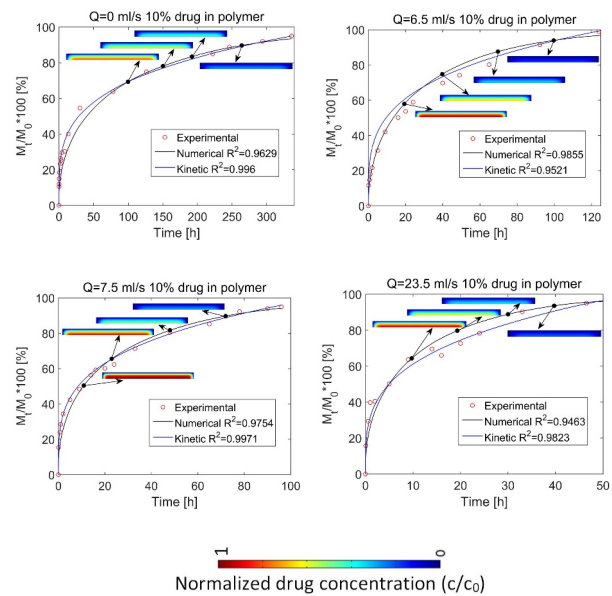 Q=0 ml/s 10% drug in polymer
Mt/M0*100 [%]
100
80
60
40
20
0
Experimental
Numerical R²=0.9629
Kinetic R²=0.996
0 50 100 150 200 250 300
Time [h]
Q=6.5 ml/s 10% drug in polymer
Mt/M0*100 [%]
100
80
60
40
20
0
Experimental
Numerical R²=0.9855
Kinetic R²=0.9521
0 20 40 60 80 100 120
Time [h]
Q=7.5 ml/s 10% drug in polymer
Mt/M0*100 [%]
100
80
60
40
20
0
Experimental
Numerical R²=0.9754
Kinetic R²=0.9971
0 20 40 60 80 100
Time [h]
Q=23.5 ml/s 10% drug in polymer
Mt/M0*100 [%]
100
80
60
40
20
0
Experimental
Numerical R²=0.9463
Kinetic R²=0.9823
0 10 20 30 40 50
Time [h]
1 0
Normalized drug concentration (c/c₀)